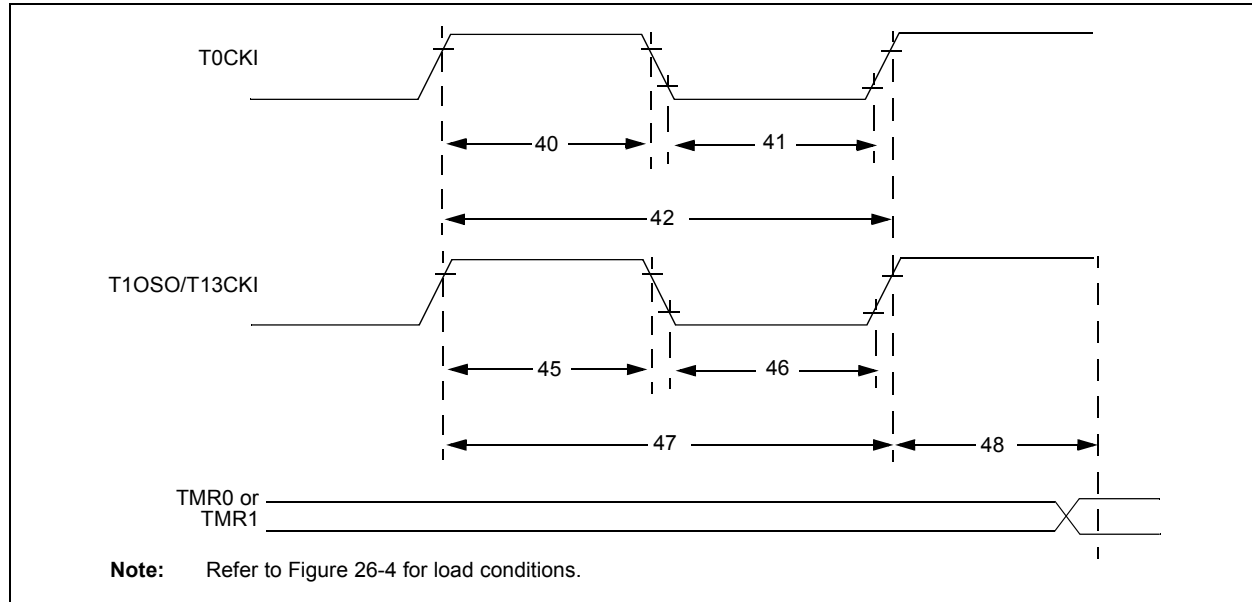 T0CKI
40
41
42
T1OSO/T13CKI
45
46
47
48
TMR0 or
TMR1
Note: Refer to Figure 26-4 for load conditions.